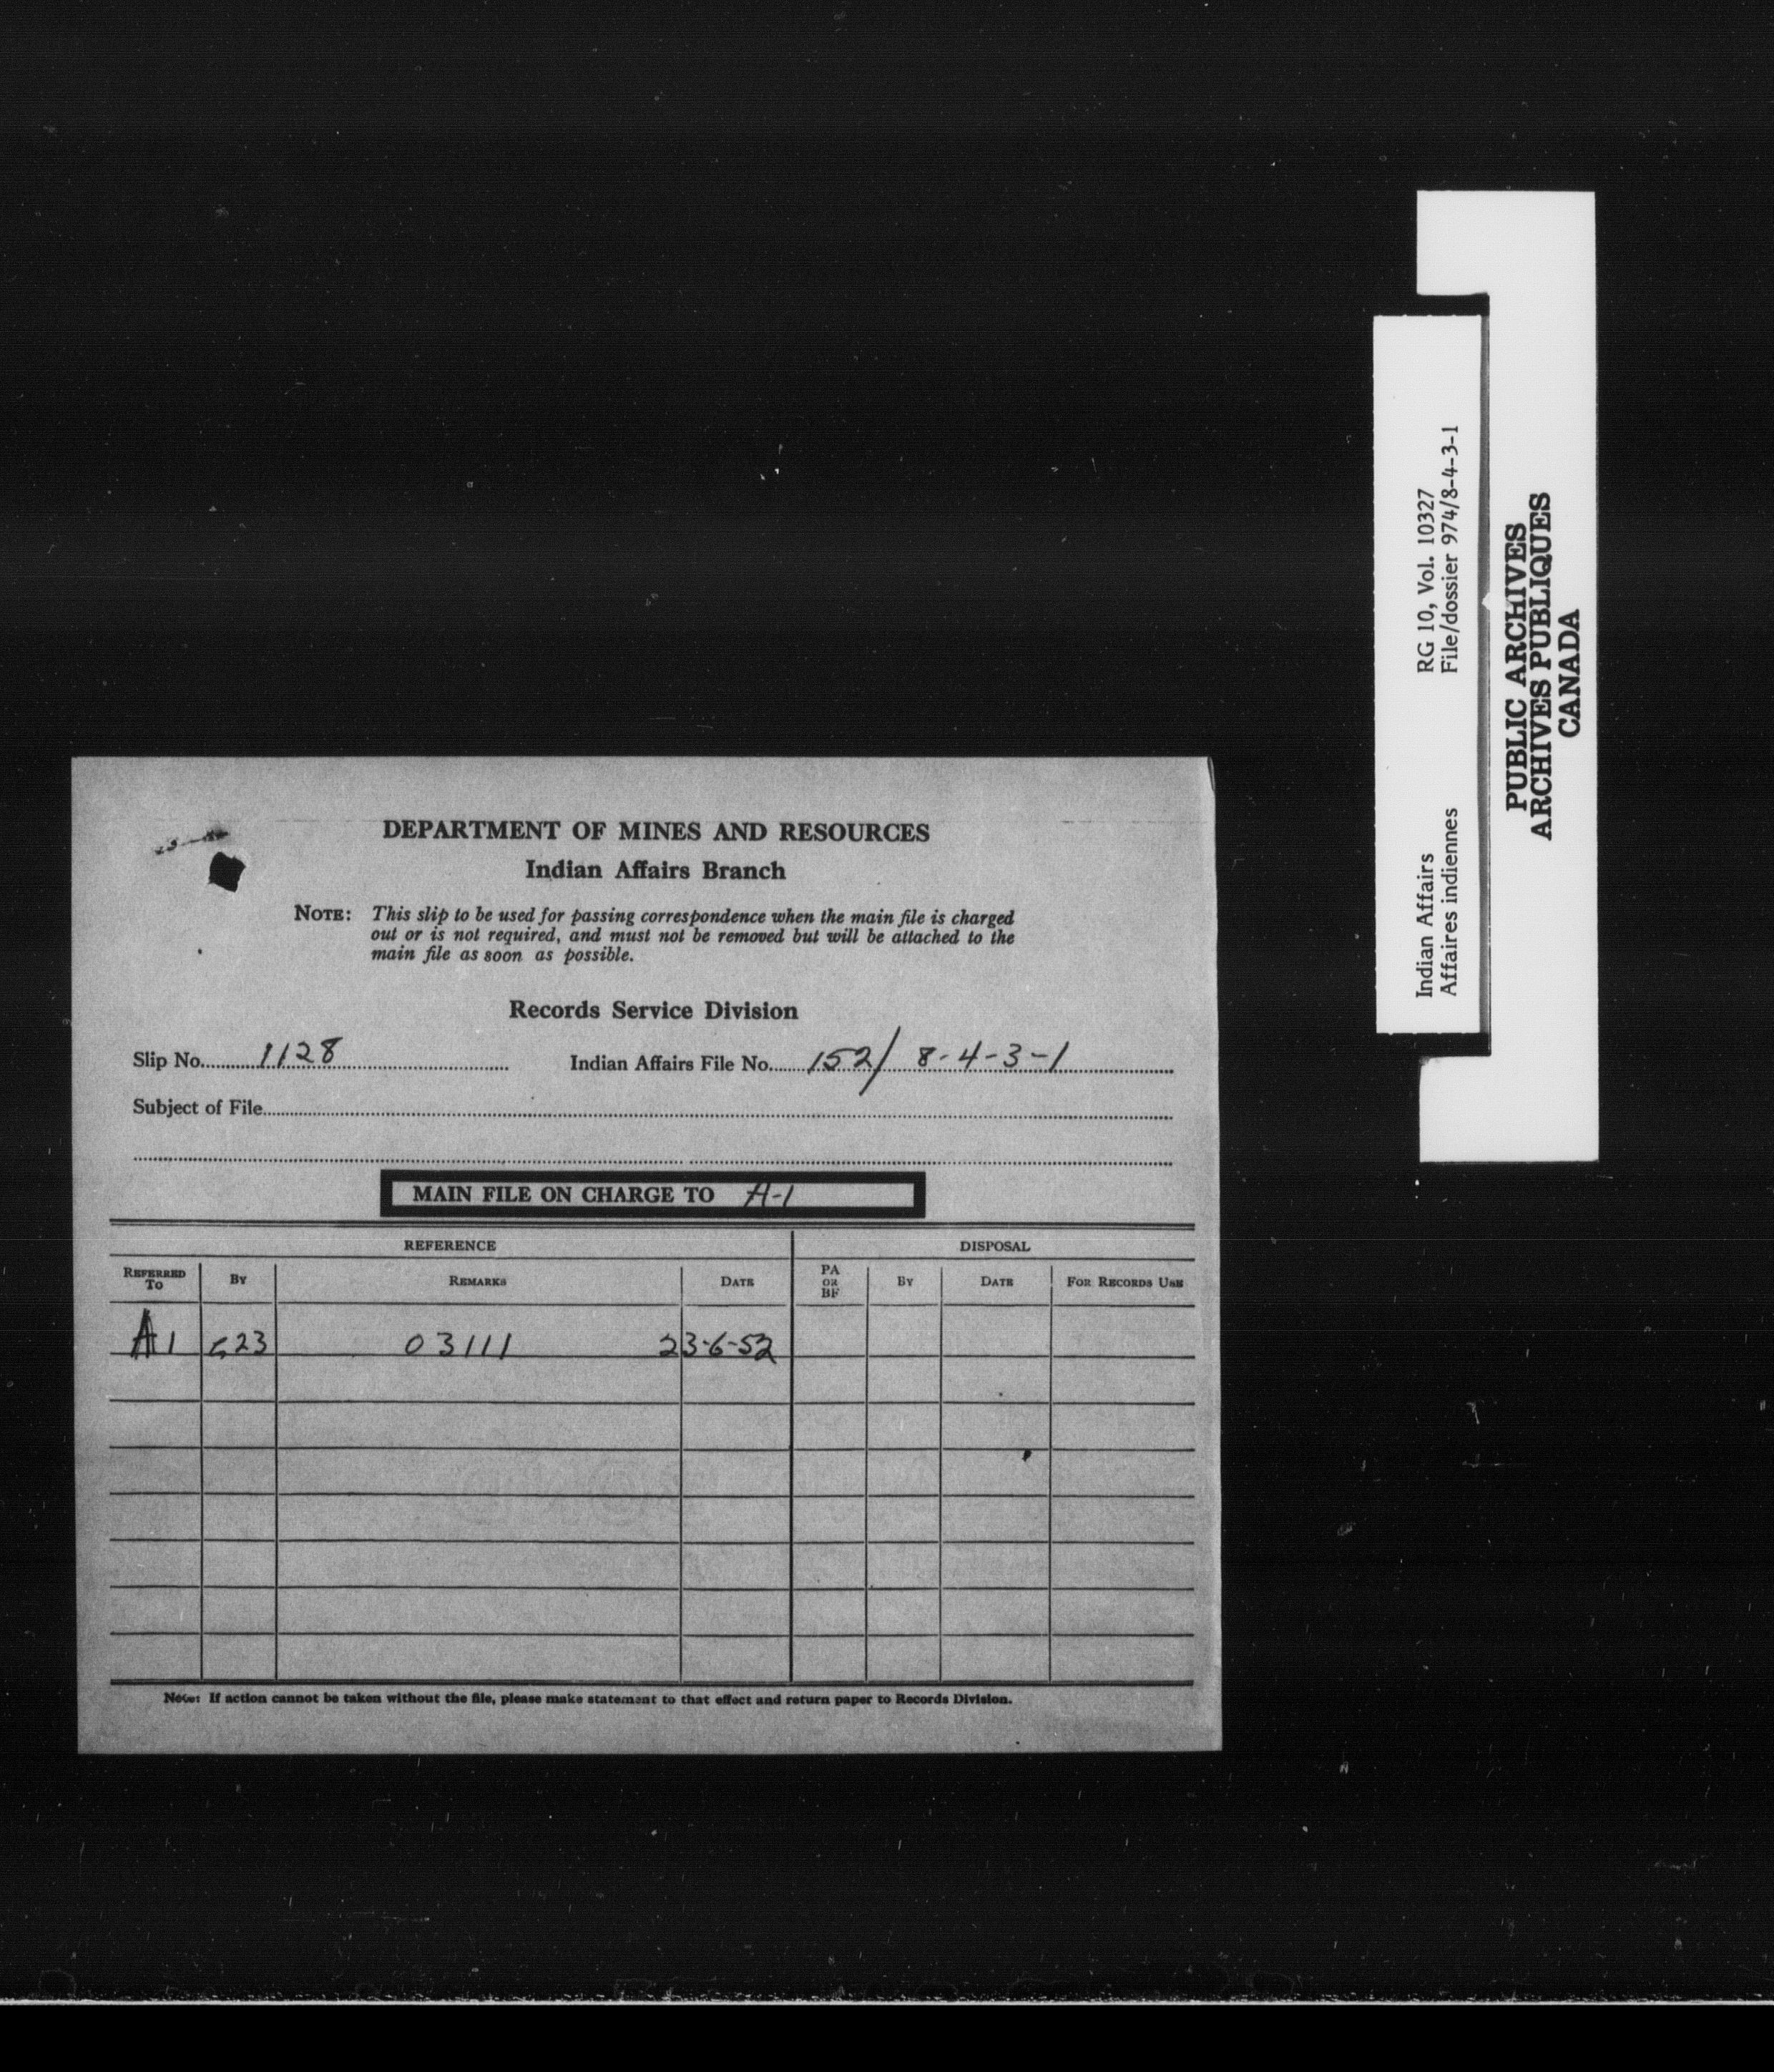 DEPARTMENT OF MINES AND RESOURCES
Indian Affairs Branch
NOTE: This slip to be used for passing correspondence when the main file is charged
out or is not required, and must not be removed but will be attached to the
main file as soon as possible.
Records Service Division
Slip No. 1128 Indian Affairs File No. 152/ 8-4-3-1
Subject of File
MAIN FILE ON CHARGE TO A-1
REFERENCE DISPOSAL
REFERRED TO BY REMARKS DATE PA OR BF BY DATE FOR RECORDS USE
A1 03111 23-6-52
Note: If action cannot be taken without the file, please make statement to that effect and return paper to Records Division.
Indian Affairs RG 10, Vol. 10327
Affaires indiennes File/dossier 974/8-4-3-1
PUBLIC ARCHIVES
ARCHIVES PUBLIQUES
CANADA